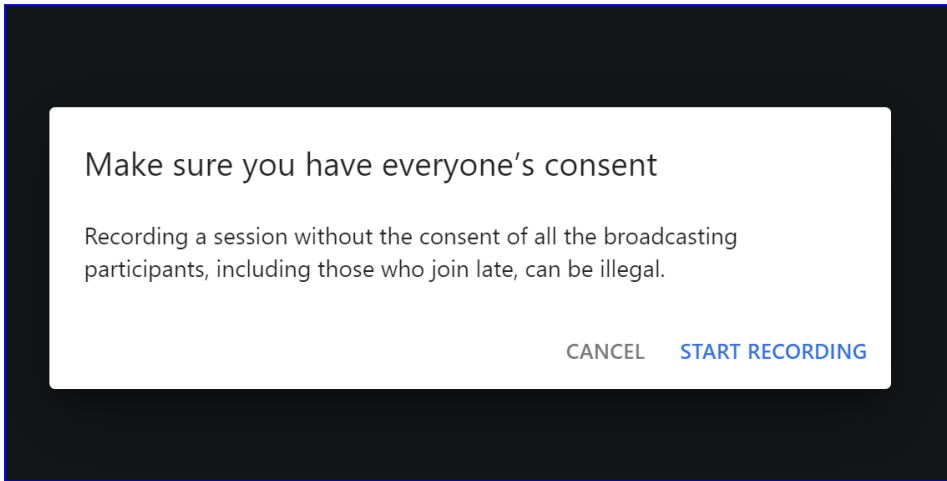 Make sure you have everyone’s consent
Recording a session without the consent of all the broadcasting
participants, including those who join late, can be illegal.
CANCEL START RECORDING